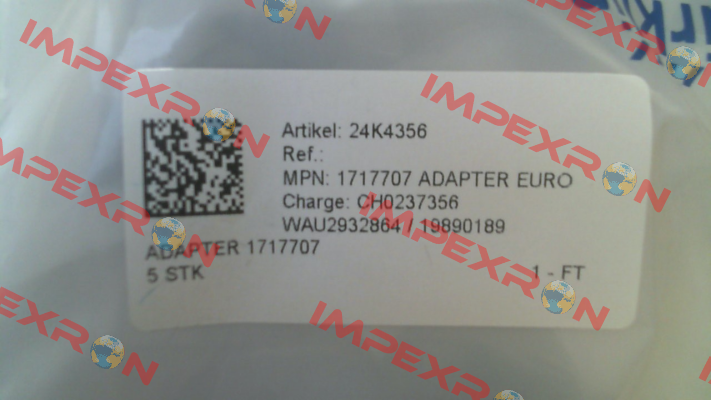 Artikel: 24K4356
Ref.:
MPN: 1717707 ADAPTER EURO
Charge: CH0237356
WAU2932864 / 19890189
ADAPTER 1717707
5 STK
1 - FT
IMPEXRON
IMPEXRON
IMPEXRON
IMPEXRON
IMPEXRON
IMPEXRON
IMPEXRON